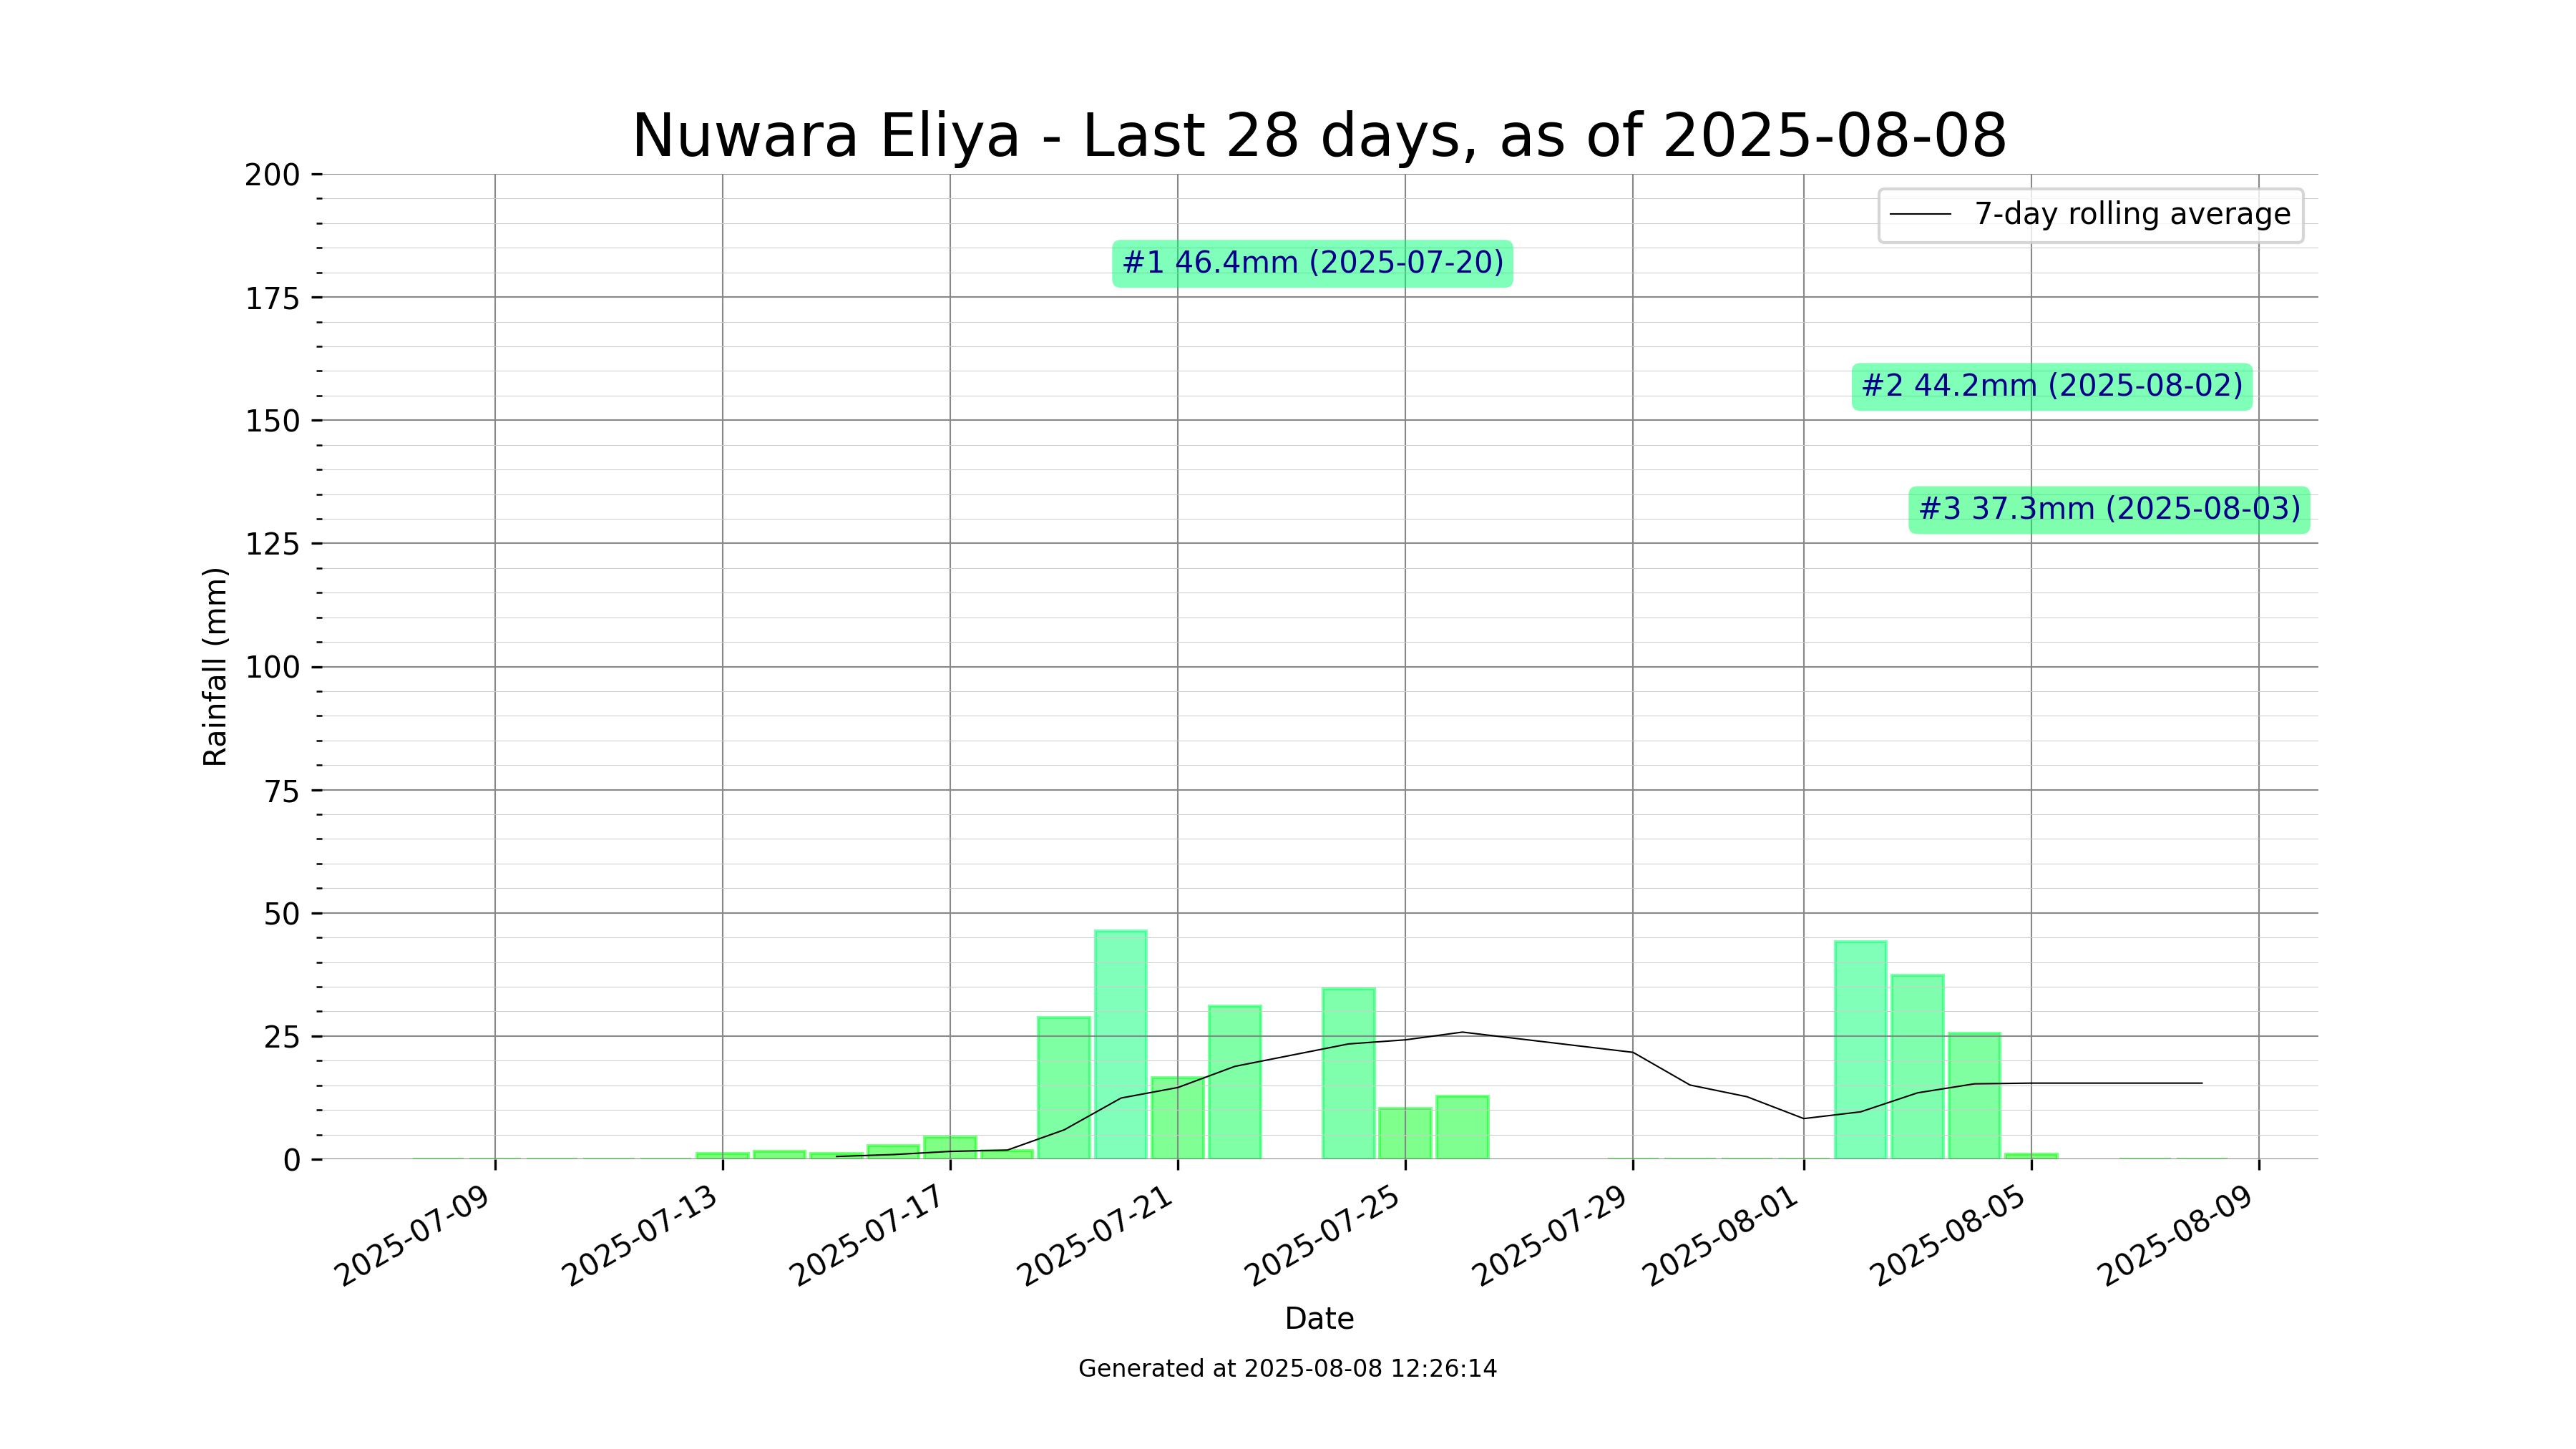 Nuwara Eliya - Last 28 days, as of 2025-08-08
200
175
150
125
100
75
50
25
0
Rainfall (mm)
7-day rolling average
#1 46.4mm (2025-07-20)
#2 44.2mm (2025-08-02)
#3 37.3mm (2025-08-03)
2025-07-09
2025-07-13
2025-07-17
2025-07-21
2025-07-25
2025-07-29
2025-08-01
2025-08-05
2025-08-09
Date
Generated at 2025-08-08 12:26:14